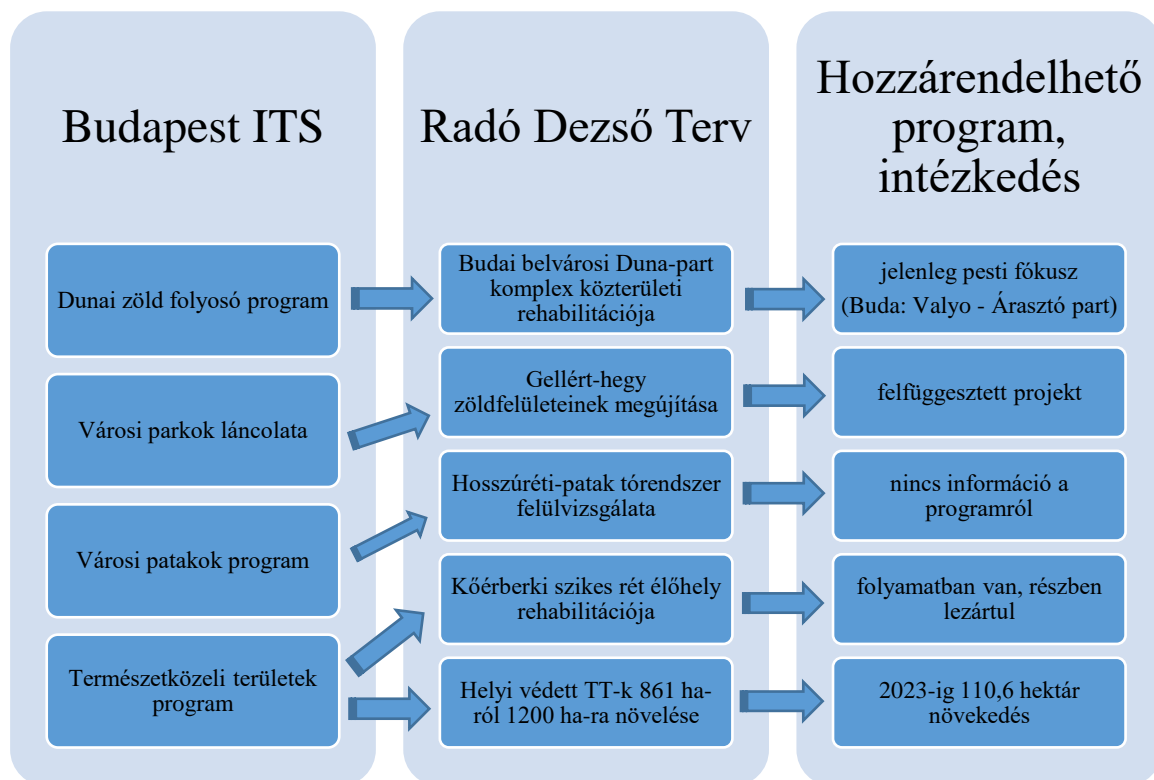 Budapest ITS
Dunai zöld folyosó program
Városi parkok láncolata
Városi patakok program
Természetközeli területek
program
Radó Dezső Terv
Budai belvárosi Duna-part
komplex közterületi
rehabilitációja
Gellért-hegy
zöldfelületeinek megújítása
Hosszúréti-patak tórendszer
felülvizsgálata
Kőérberki szikes rét élőhely
rehabilitációja
Helyi védett TT-k 861 ha-
ról 1200 ha-ra növelése
Hozzárendelhető
program,
intézkedés
jelenleg pesti fókusz
(Buda: Valyo - Árasztó part)
felfüggesztett projekt
nincs információ a
programról
folyamatban van, részben
lezártul
2023-ig 110,6 hektár
növekedés